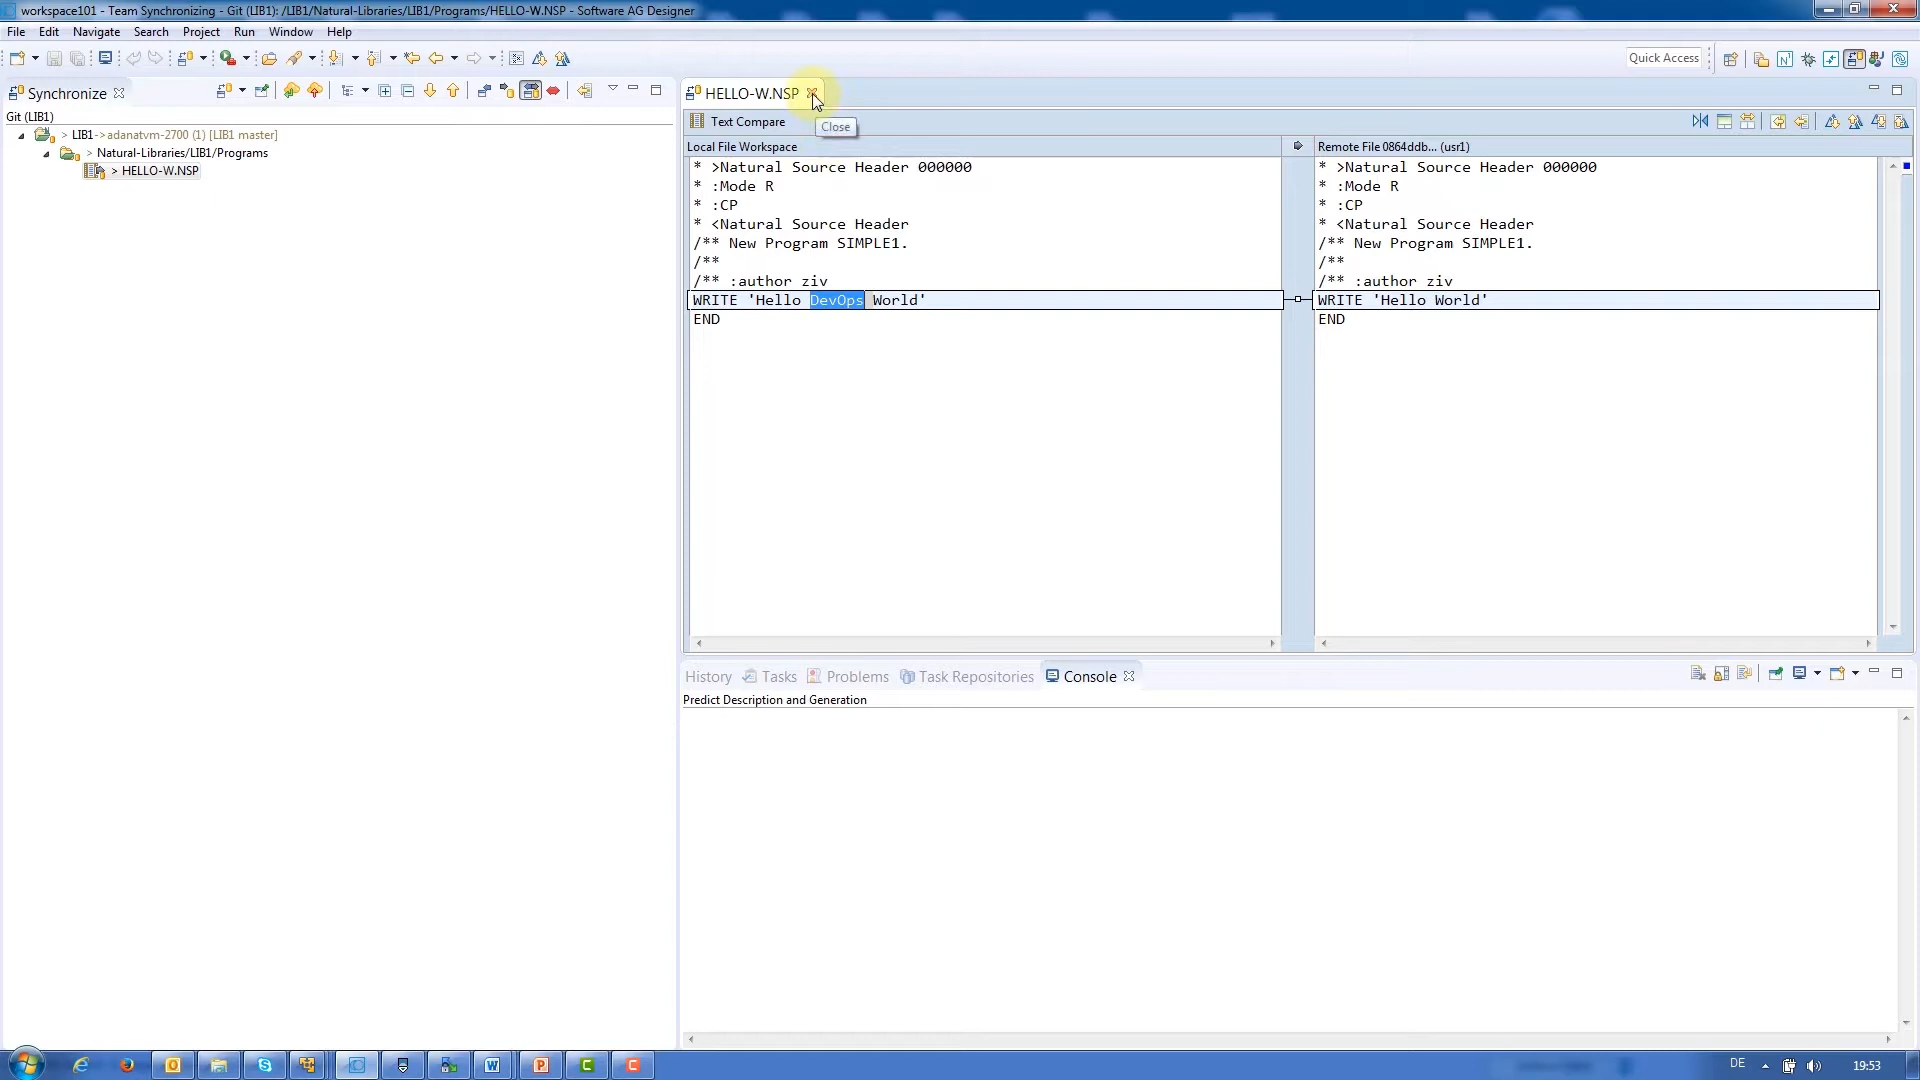 workspace101 - Team Synchronizing - Git (LIB1): /LIB1/Natural-Libraries/LIB1/Programs/HELLO-W.NSP - Software AG Designer
File Edit Navigate Search Project Run Window Help
Quick Access
Synchronize
Git (LIB1)
> LIB1->adanatvm-2700 (1) [LIB1 master]
> Natural-Libraries/LIB1/Programs
> HELLO-W.NSP
HELLO-W.NSP
Close
Text Compare
Local File Workspace
* >Natural Source Header 000000
* :Mode R
* :CP
* <Natural Source Header
/** New Program SIMPLE1.
/**
/** :author ziv
WRITE 'Hello DevOps World'
END
Remote File 0864ddb... (usr1)
* >Natural Source Header 000000
* :Mode R
* :CP
* <Natural Source Header
/** New Program SIMPLE1.
/**
/** :author ziv
WRITE 'Hello World'
END
History Tasks Problems Task Repositories Console
Predict Description and Generation
DE 19:53